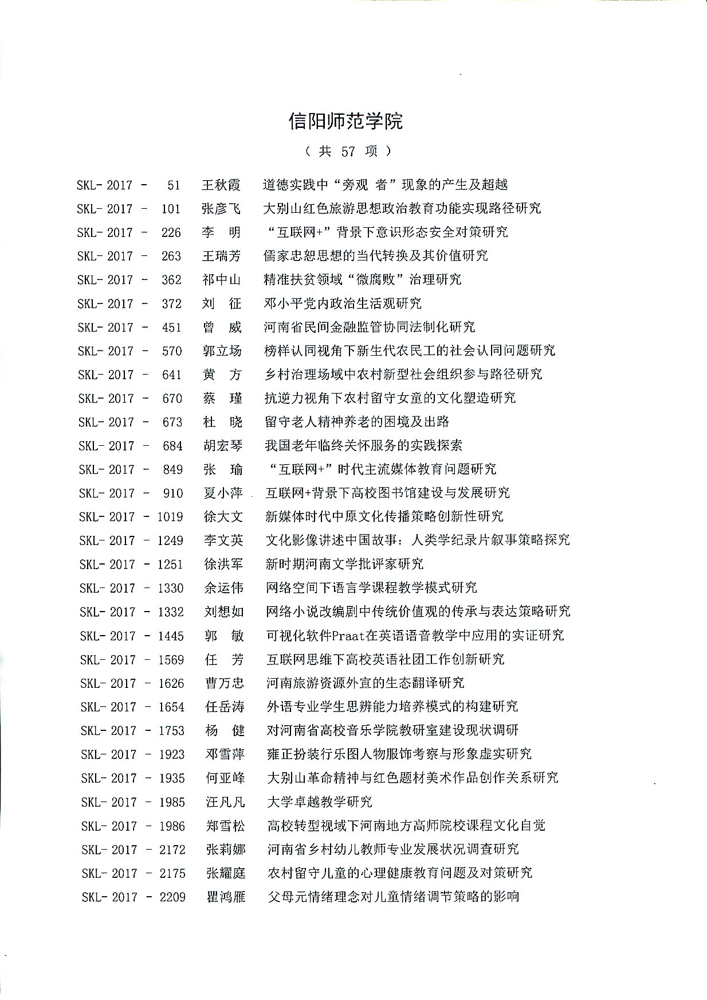 信阳师范学院
（ 共 57 项 ）
SKL- 2017 - 51 王秋霞 道德实践中“旁观 者”现象的产生及超越
SKL- 2017 - 101 张彦飞 大别山红色旅游思想政治教育功能实现路径研究
SKL- 2017 - 226 李 明 “互联网+”背景下意识形态安全对策研究
SKL- 2017 - 263 王瑞芳 儒家忠恕思想的当代转换及其价值研究
SKL- 2017 - 362 祁中山 精准扶贫领域“微腐败”治理研究
SKL- 2017 - 372 刘 征 邓小平党内政治生活观研究
SKL- 2017 - 451 曾 威 河南省民间金融监管协同法制化研究
SKL- 2017 - 570 郭立场 榜样认同视角下新生代农民工的社会认同问题研究
SKL- 2017 - 641 黄 方 乡村治理场域中农村新型社会组织参与路径研究
SKL- 2017 - 670 蔡 瑾 抗逆力视角下农村留守女童的文化塑造研究
SKL- 2017 - 673 杜 晓 留守老人精神养老的困境及出路
SKL- 2017 - 684 胡宏琴 我国老年临终关怀服务的实践探索
SKL- 2017 - 849 张 瑜 “互联网+”时代主流媒体教育问题研究
SKL- 2017 - 910 夏小萍 互联网+背景下高校图书馆建设与发展研究
SKL- 2017 - 1019 徐大文 新媒体时代中原文化传播策略创新性研究
SKL- 2017 - 1249 李文英 文化影像讲述中国故事：人类学纪录片叙事策略探究
SKL- 2017 - 1251 徐洪军 新时期河南文学批评家研究
SKL- 2017 - 1330 余运伟 网络空间下语言学课程教学模式研究
SKL- 2017 - 1332 刘想如 网络小说改编剧中传统价值观的传承与表达策略研究
SKL- 2017 - 1445 郭 敏 可视化软件Praat在英语语音教学中应用的实证研究
SKL- 2017 - 1569 任 芳 互联网思维下高校英语社团工作创新研究
SKL- 2017 - 1626 曹万忠 河南旅游资源外宣的生态翻译研究
SKL- 2017 - 1654 任岳涛 外语专业学生思辨能力培养模式的构建研究
SKL- 2017 - 1753 杨 健 对河南省高校音乐学院教研室建设现状调研
SKL- 2017 - 1923 邓雪萍 雍正扮装行乐图人物服饰考察与形象虚实研究
SKL- 2017 - 1935 何亚峰 大别山革命精神与红色题材美术作品创作关系研究
SKL- 2017 - 1985 汪凡凡 大学卓越教学研究
SKL- 2017 - 1986 郑雪松 高校转型视域下河南地方高师院校课程文化自觉
SKL- 2017 - 2172 张莉娜 河南省乡村幼儿教师专业发展状况调查研究
SKL- 2017 - 2175 张耀庭 农村留守儿童的心理健康教育问题及对策研究
SKL- 2017 - 2209 瞿鸿雁 父母元情绪理念对儿童情绪调节策略的影响